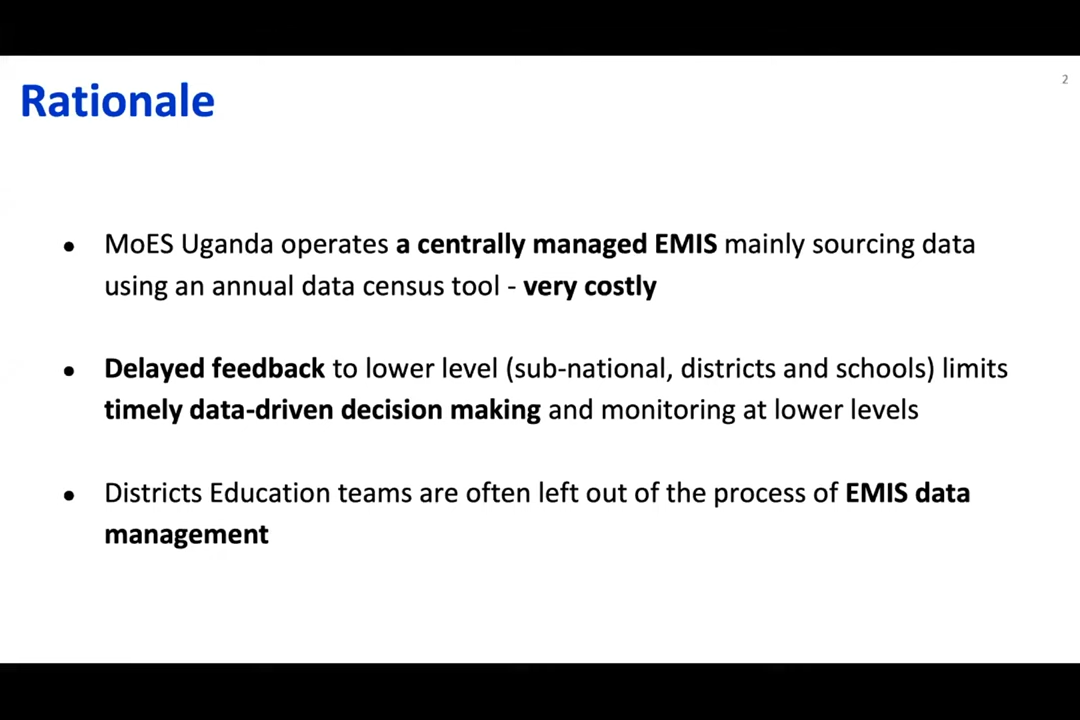 2
Rationale
● MoES Uganda operates a centrally managed EMIS mainly sourcing data
using an annual data census tool - very costly
● Delayed feedback to lower level (sub-national, districts and schools) limits
timely data-driven decision making and monitoring at lower levels
● Districts Education teams are often left out of the process of EMIS data
management